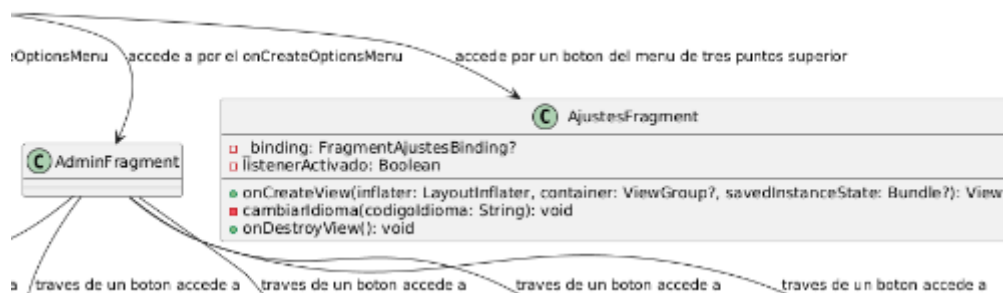 eOptionsMenu
accede a por el onCreateOptionsMenu
accede por un boton del menu de tres puntos superior
C AdminFragment
C AjustesFragment
_binding: FragmentAjustesBinding?
listenerActivado: Boolean
onCreateView(inflater: LayoutInflater, container: ViewGroup?, savedInstanceState: Bundle?): View
cambiarIdioma(codigoIdioma: String): void
onDestroyView(): void
a
traves de un boton accede a
traves de un boton accede a
traves de un boton accede a
traves de un boton accede a